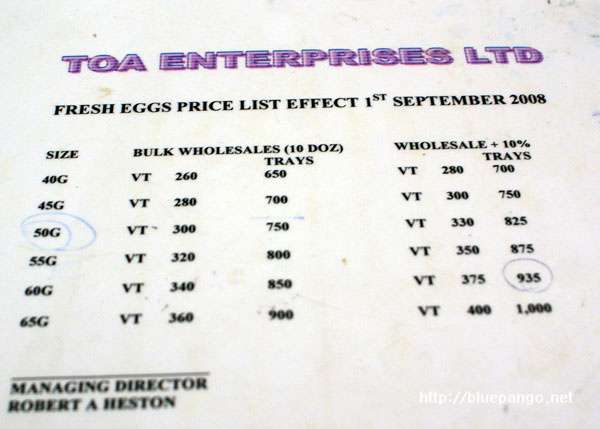 TOA ENTERPRISES LTD
FRESH EGGS PRICE LIST EFFECT 1ST SEPTEMBER 2008
SIZE BULK WHOLESALES (10 DOZ) WHOLESALE + 10%
TRAYS TRAYS
40G VT 260 650 VT 280 700
45G VT 280 700 VT 300 750
50G VT 300 750 VT 330 825
55G VT 320 800 VT 350 875
60G VT 340 850 VT 375 935
65G VT 360 900 VT 400 1,000
MANAGING DIRECTOR
ROBERT A HESTON
http://bluepango.net